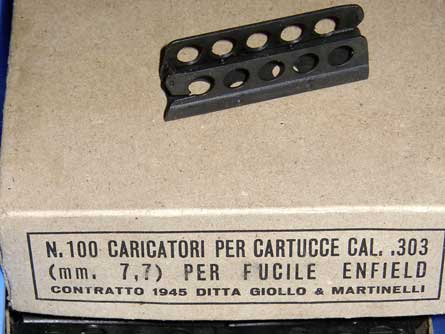 N.100 CARICATORI PER CARTUCCE CAL. .303
(mm. 7,7) PER FUCILE ENFIELD
CONTRATTO 1945 DITTA GIOLLO & MARTINELLI